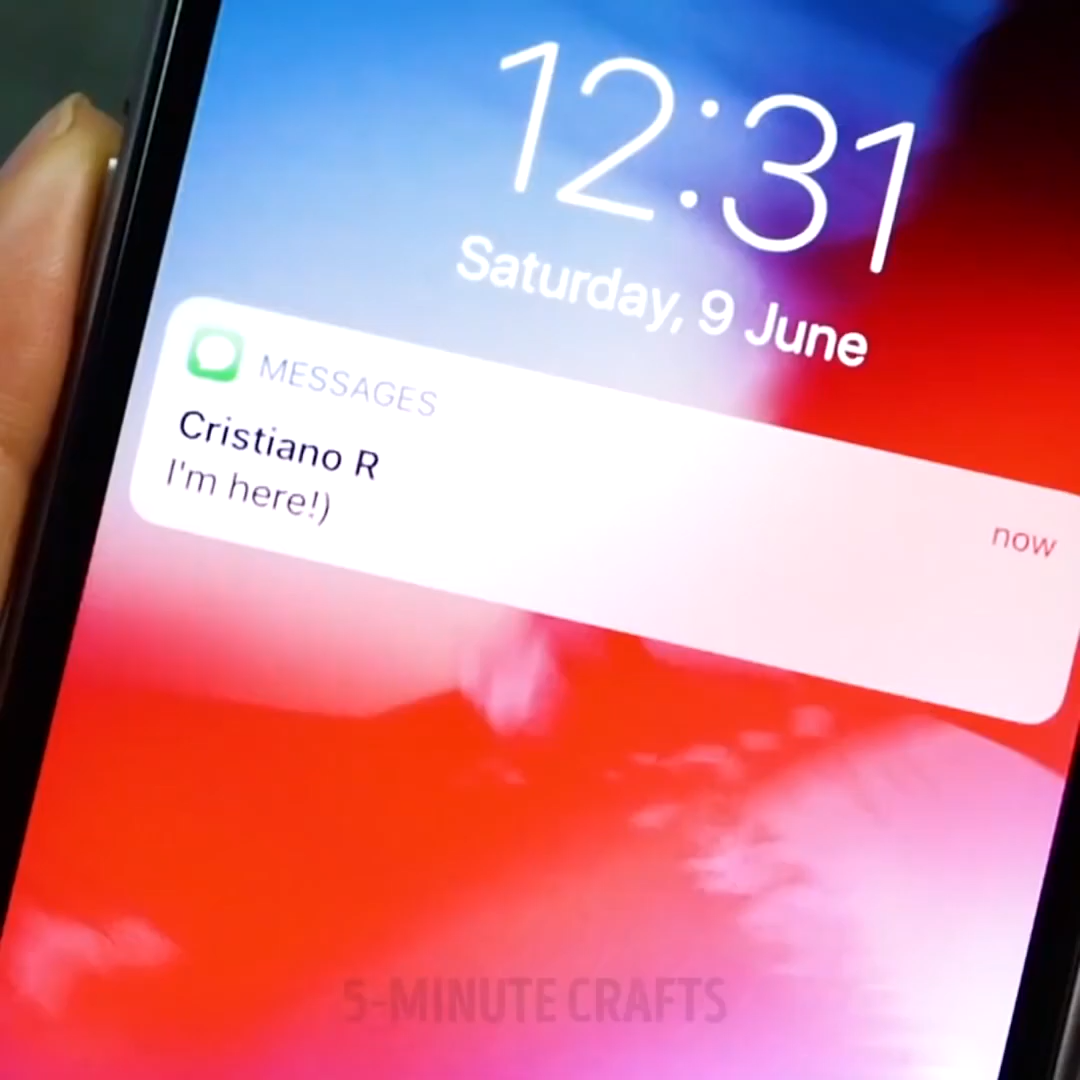 12:31
Saturday, 9 June
MESSAGES
now
Cristiano R
I'm here!)
5-MINUTE CRAFTS